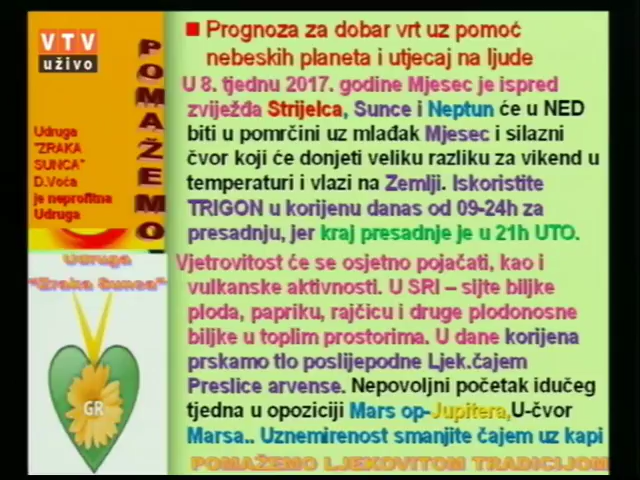 VTV
uživo
POMAŽEMO
Udruga
"ZRAKA
SUNCA"
D.Voća
je neprofitna
Udruga
Udruga
"Zraka Sunca"
GR
Prognoza za dobar vrt uz pomoć
nebeskih planeta i utjecaj na ljude
U 8. tjednu 2017. godine Mjesec je ispred
zviježđa Strijelca, Sunce i Neptun će u NED
biti u pomrčini uz mlađak Mjesec i silazni
čvor koji će donjeti veliku razliku za vikend u
temperaturi i vlazi na Zemlji. Iskoristite
TRIGON u korijenu danas od 09-24h za
presadnju, jer kraj presadnje je u 21h UTO.
Vjetrovitost će se osjetno pojačati, kao i
vulkanske aktivnosti. U SRI – sijte biljke
ploda, papriku, rajčicu i druge plodonosne
biljke u toplim prostorima. U dane korijena
prskamo tlo poslijepodne Ljek.čajem
Preslice arvense. Nepovoljni početak idućeg
tjedna u opoziciji Mars op-Jupitera,U-čvor
Marsa.. Uznemirenost smanjite čajem uz kapi
POMAŽEMO LJEKOVITOM TRADICIJOM